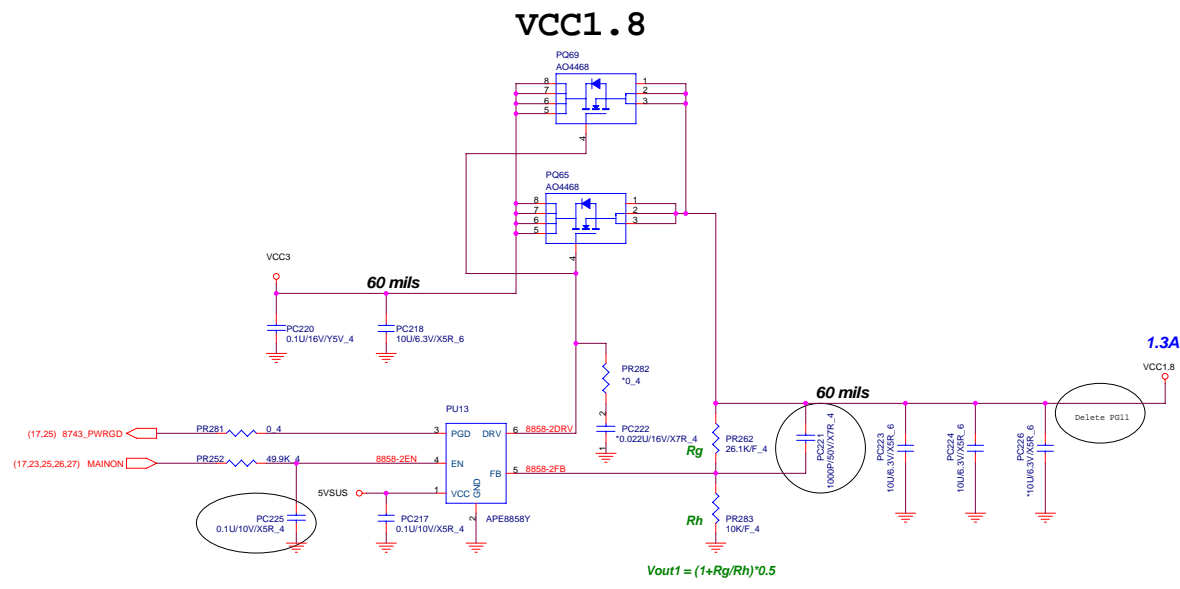 VCC1.8
PQ69
AO4468
8
7
6
5
1
2
3
4
PQ65
AO4468
8
7
6
5
1
2
3
4
VCC3
60 mils
PC220
0.1U/16V/Y5V_4
PC218
10U/6.3V/X5R_6
PR282
*0_4
2
PC222
*0.022U/16V/X7R_4
1
1.3A
VCC1.8
60 mils
Delete PG11
PU13
(17,25) 8743_PWRGD
PR281
0_4
3
PGD
DRV
6
8858-2DRV
(17,23,25,26,27) MAINON
PR252
49.9K_4
8858-2EN
4
EN
FB
5
8858-2FB
5VSUS
1
VCC
GND
2
APE8858Y
PC225
0.1U/10V/X5R_4
PC217
0.1U/10V/X5R_4
Rg
PR262
26.1K/F_4
PC221
1000P/50V/X7R_4
PC223
10U/6.3V/X5R_6
PC224
10U/6.3V/X5R_6
PC226
*10U/6.3V/X5R_6
Rh
PR283
10K/F_4
Vout1 = (1+Rg/Rh)*0.5